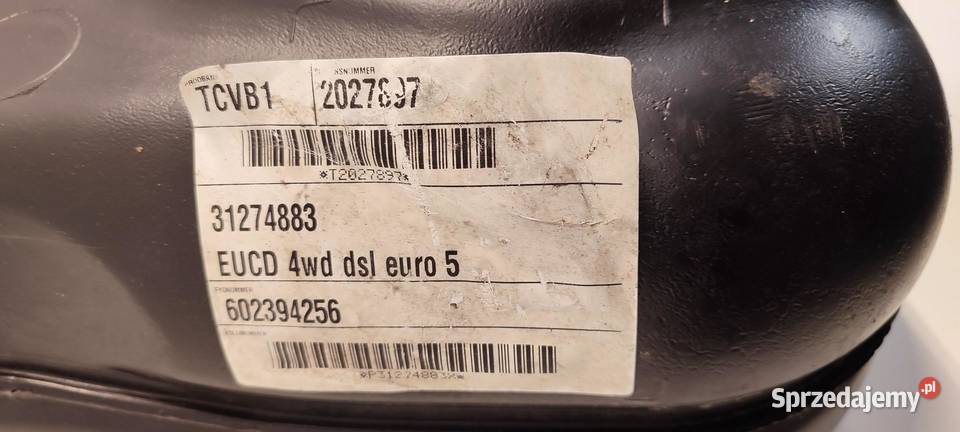 TCVB1 2027897
*T2027897*
31274883
EUCD 4wd dsl euro 5
602394256
Sprzedajemy.pl